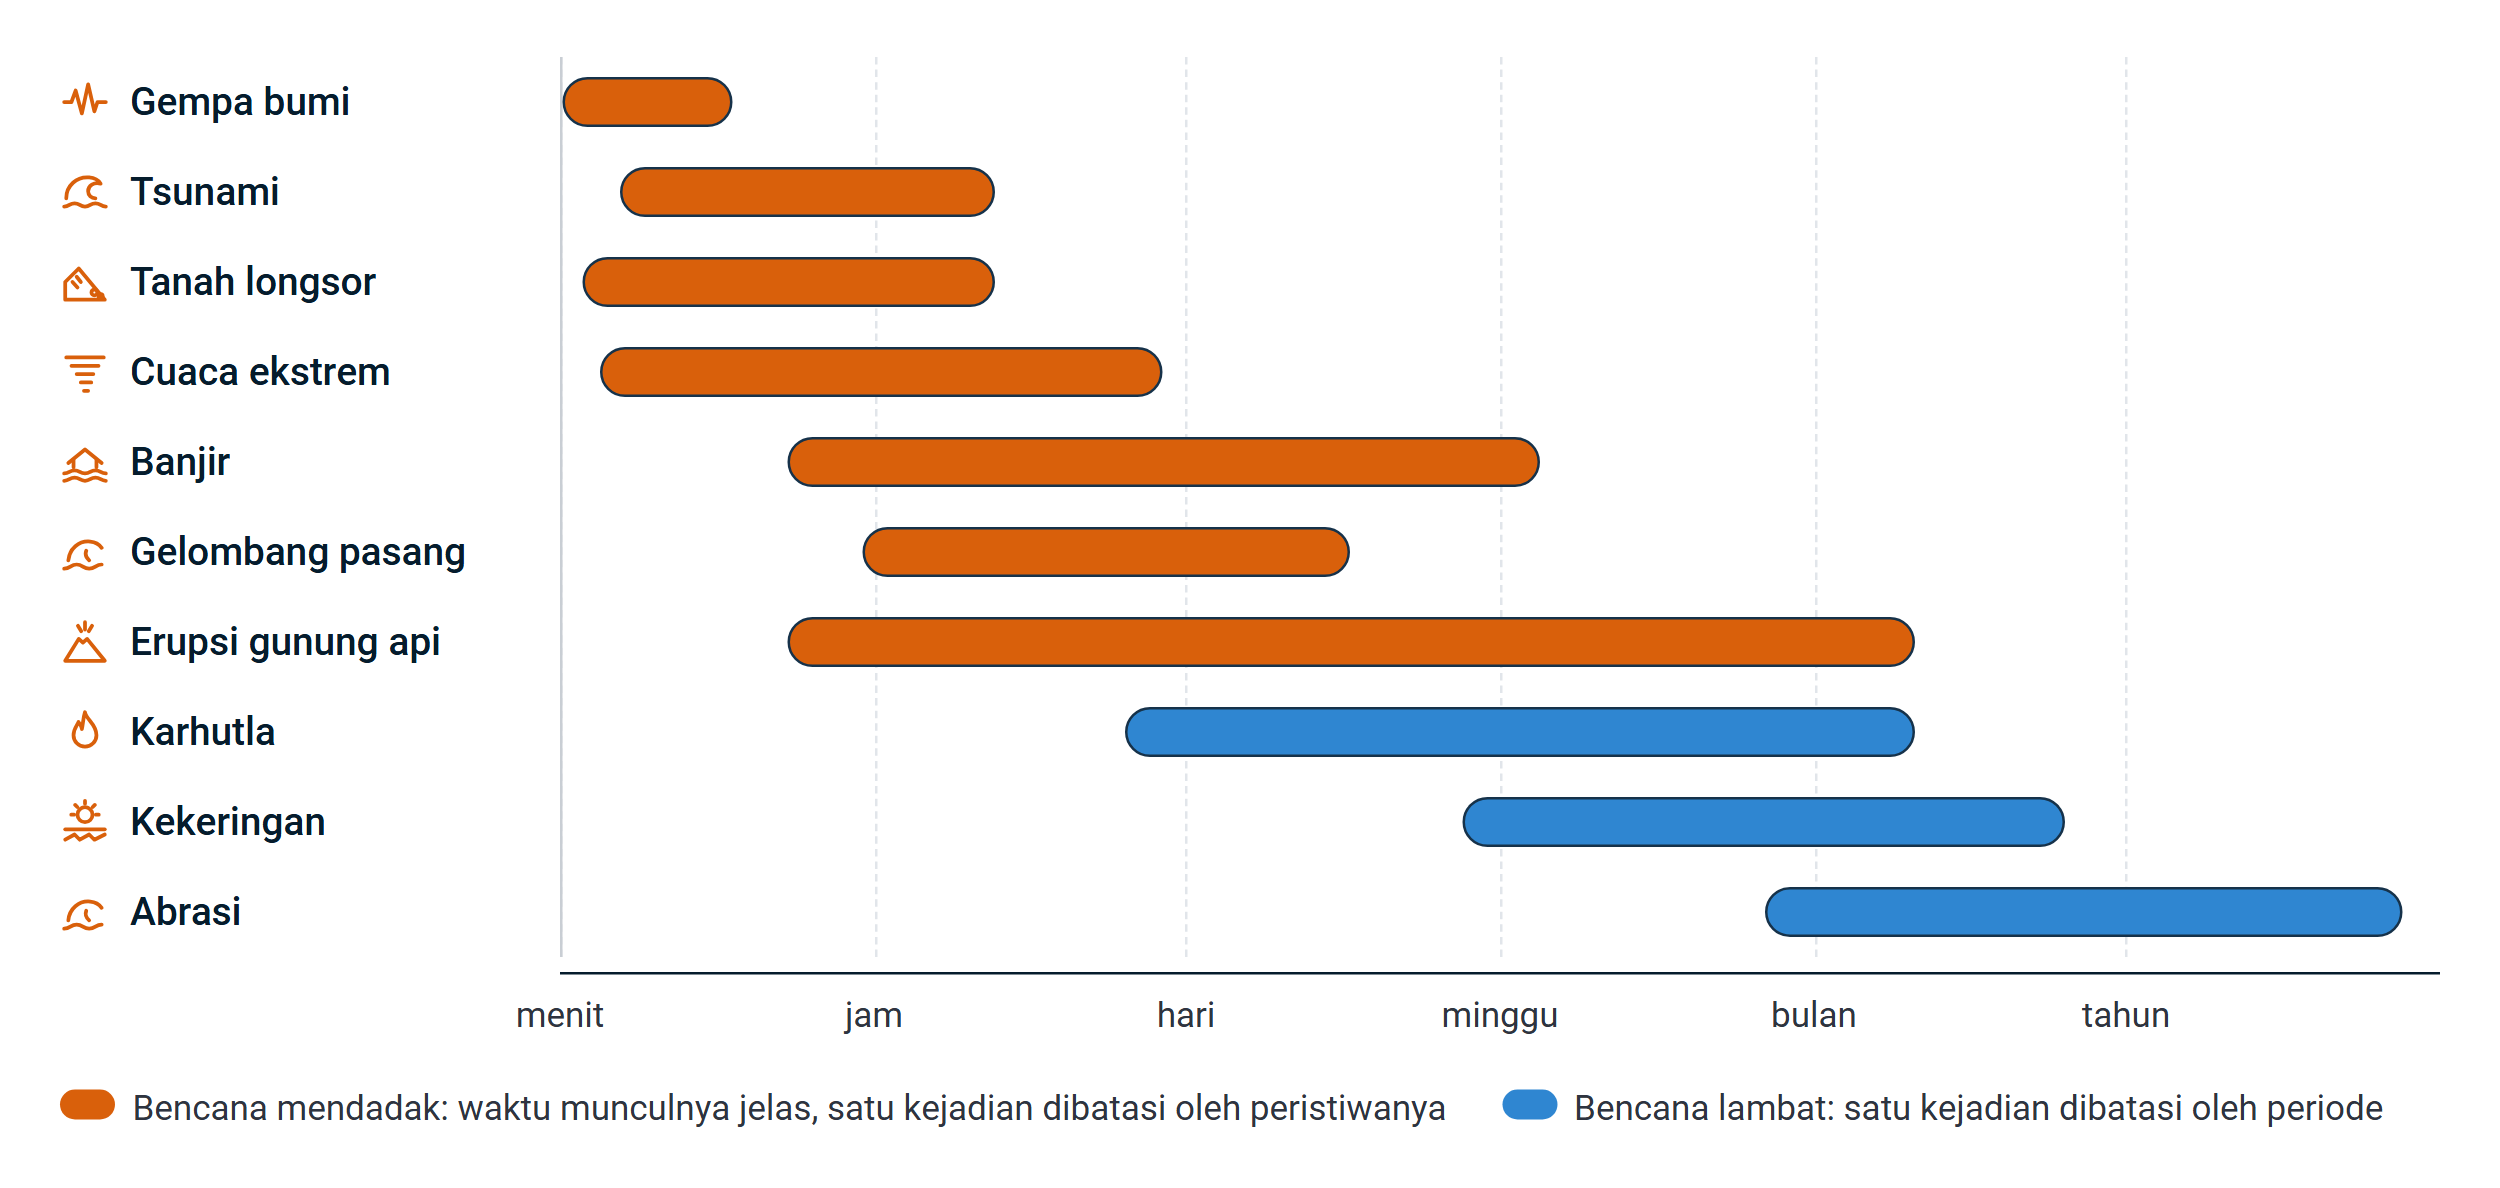 Gempa bumi
Tsunami
Tanah longsor
Cuaca ekstrem
Banjir
Gelombang pasang
Erupsi gunung api
Karhutla
Kekeringan
Abrasi
menit jam hari minggu bulan tahun
Bencana mendadak: waktu munculnya jelas, satu kejadian dibatasi oleh peristiwanya Bencana lambat: satu kejadian dibatasi oleh periode